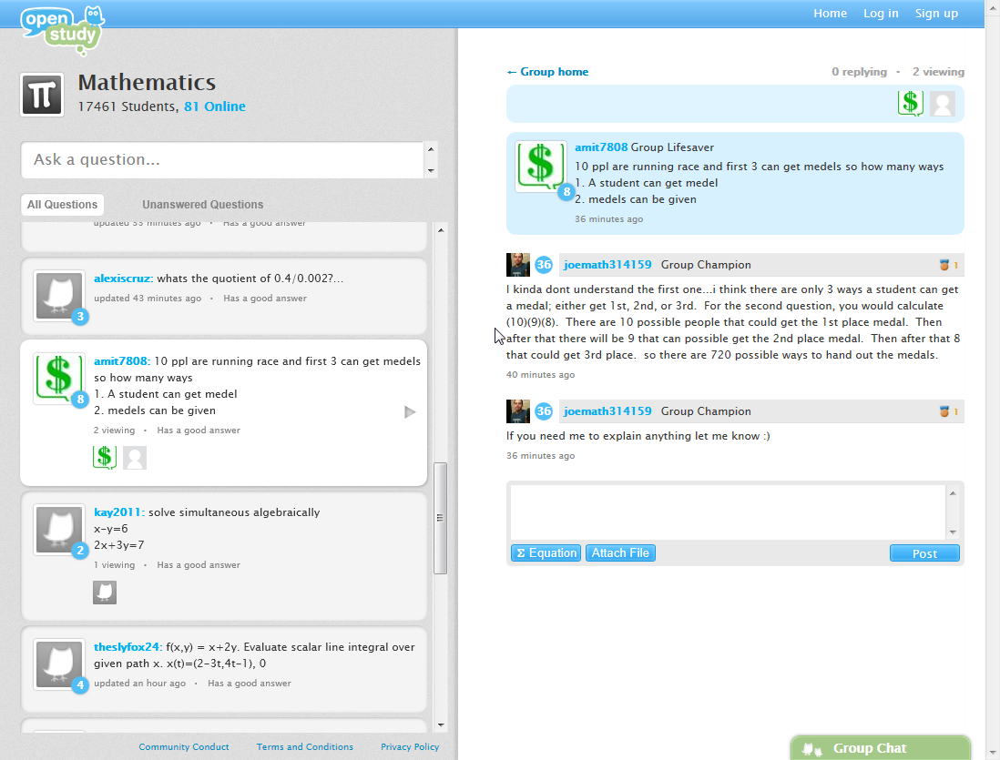 open study
Home Log in Sign up
π
Mathematics
17461 Students, 81 Online
Ask a question...
All Questions Unanswered Questions
updated 33 minutes ago • Has a good answer
alexiscruz: whats the quotient of 0.4/0.002?...
updated 43 minutes ago • Has a good answer
3
amit7808: 10 ppl are running race and first 3 can get medels
so how many ways
1. A student can get medel
2. medels can be given
2 viewing • Has a good answer
$
8
$
kay2011: solve simultaneous algebraically
x-y=6
2x+3y=7
1 viewing • Has a good answer
2
theslyfox24: f(x,y) = x+2y. Evaluate scalar line integral over
given path x. x(t)=(2-3t,4t-1), 0
updated an hour ago • Has a good answer
4
Community Conduct Terms and Conditions Privacy Policy
← Group home 0 replying • 2 viewing
$
amit7808 Group Lifesaver
10 ppl are running race and first 3 can get medels so how many ways
1. A student can get medel
2. medels can be given
36 minutes ago
$
8
36 joemath314159 Group Champion 1
I kinda dont understand the first one...i think there are only 3 ways a student can get
a medal; either get 1st, 2nd, or 3rd. For the second question, you would calculate
(10)(9)(8). There are 10 possible people that could get the 1st place medal. Then
after that there will be 9 that can possible get the 2nd place medal. Then after that 8
that could get 3rd place. so there are 720 possible ways to hand out the medals.
40 minutes ago
36 joemath314159 Group Champion 1
If you need me to explain anything let me know :)
36 minutes ago
Σ Equation Attach File Post
Group Chat